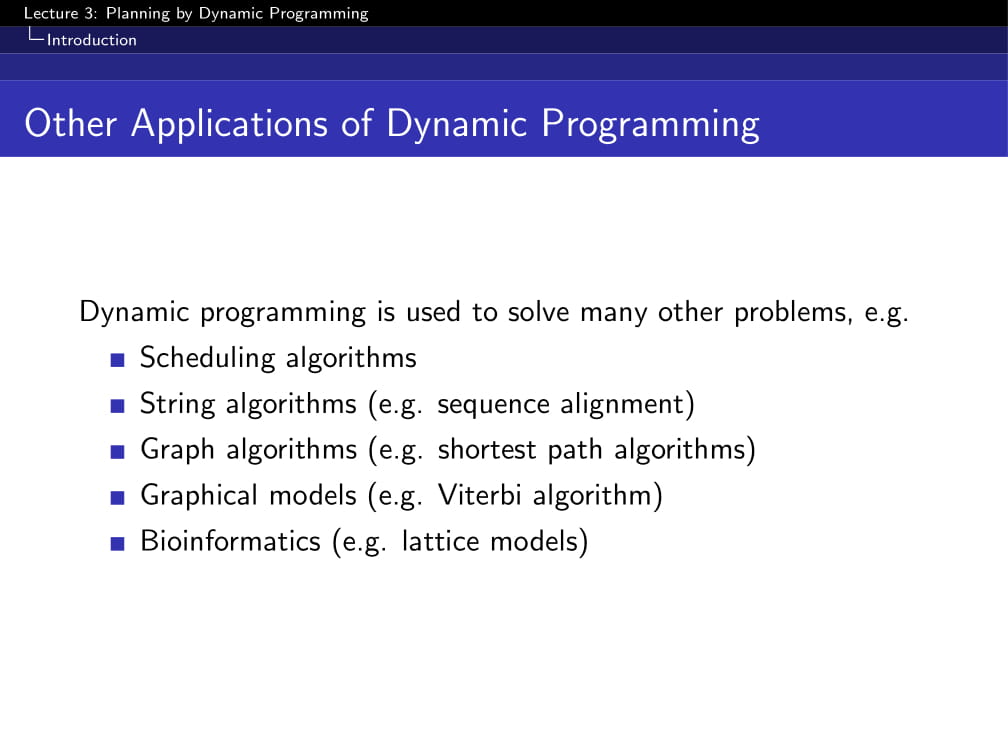 Lecture 3: Planning by Dynamic Programming
Introduction
Other Applications of Dynamic Programming
Dynamic programming is used to solve many other problems, e.g.
Scheduling algorithms
String algorithms (e.g. sequence alignment)
Graph algorithms (e.g. shortest path algorithms)
Graphical models (e.g. Viterbi algorithm)
Bioinformatics (e.g. lattice models)